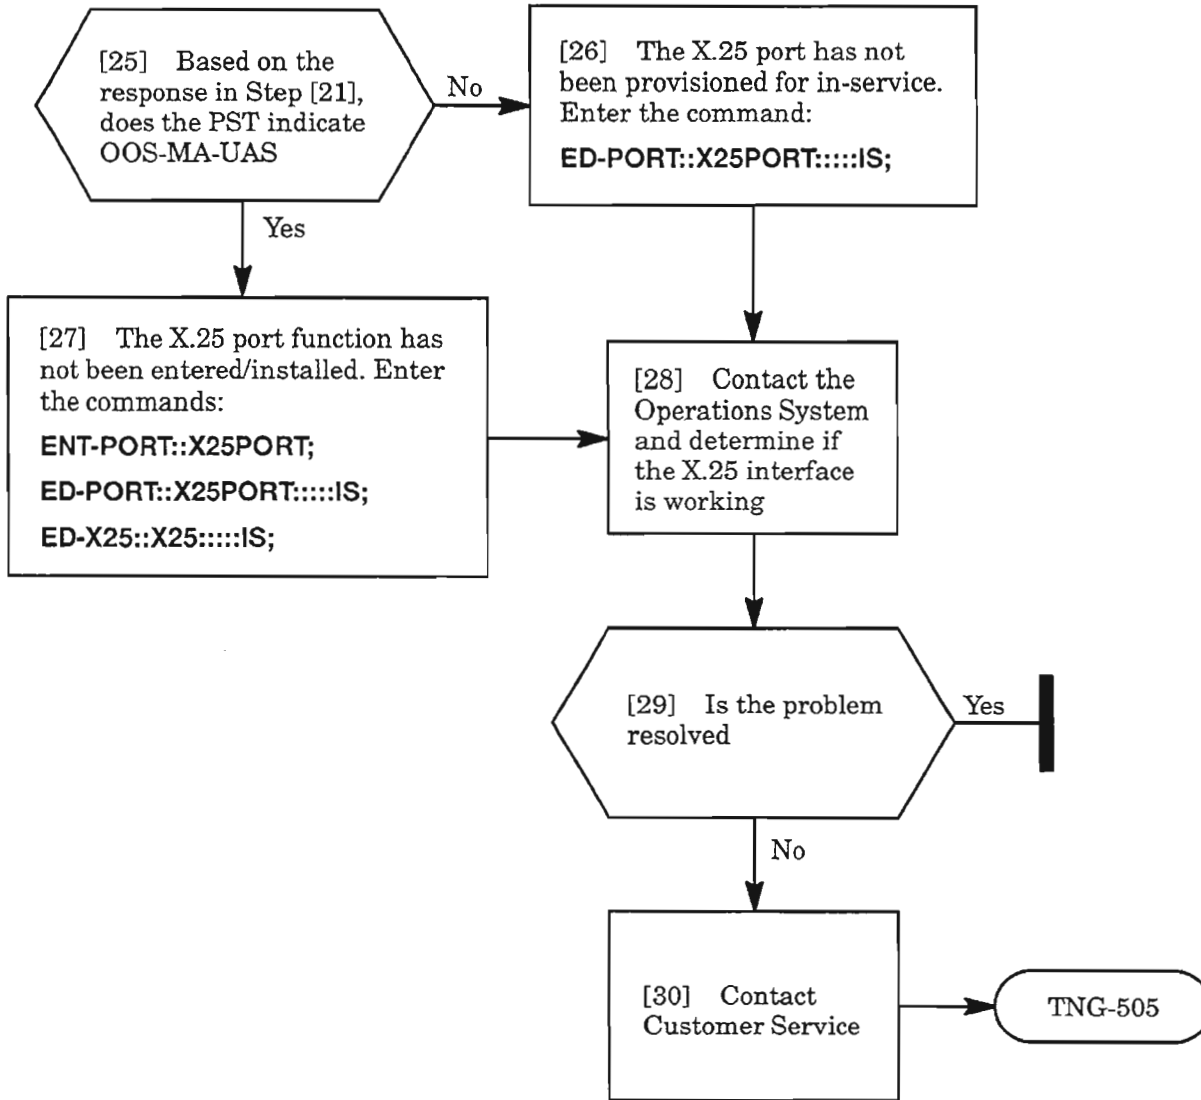 [25] Based on the
response in Step [21],
does the PST indicate
OOS-MA-UAS
No
[26] The X.25 port has not
been provisioned for in-service.
Enter the command:
ED-PORT::X25PORT:::::IS;
Yes
[27] The X.25 port function has
not been entered/installed. Enter
the commands:
ENT-PORT::X25PORT;
ED-PORT::X25PORT:::::IS;
ED-X25::X25:::::IS;
[28] Contact the
Operations System
and determine if
the X.25 interface
is working
[29] Is the problem
resolved
Yes
No
[30] Contact
Customer Service
TNG-505